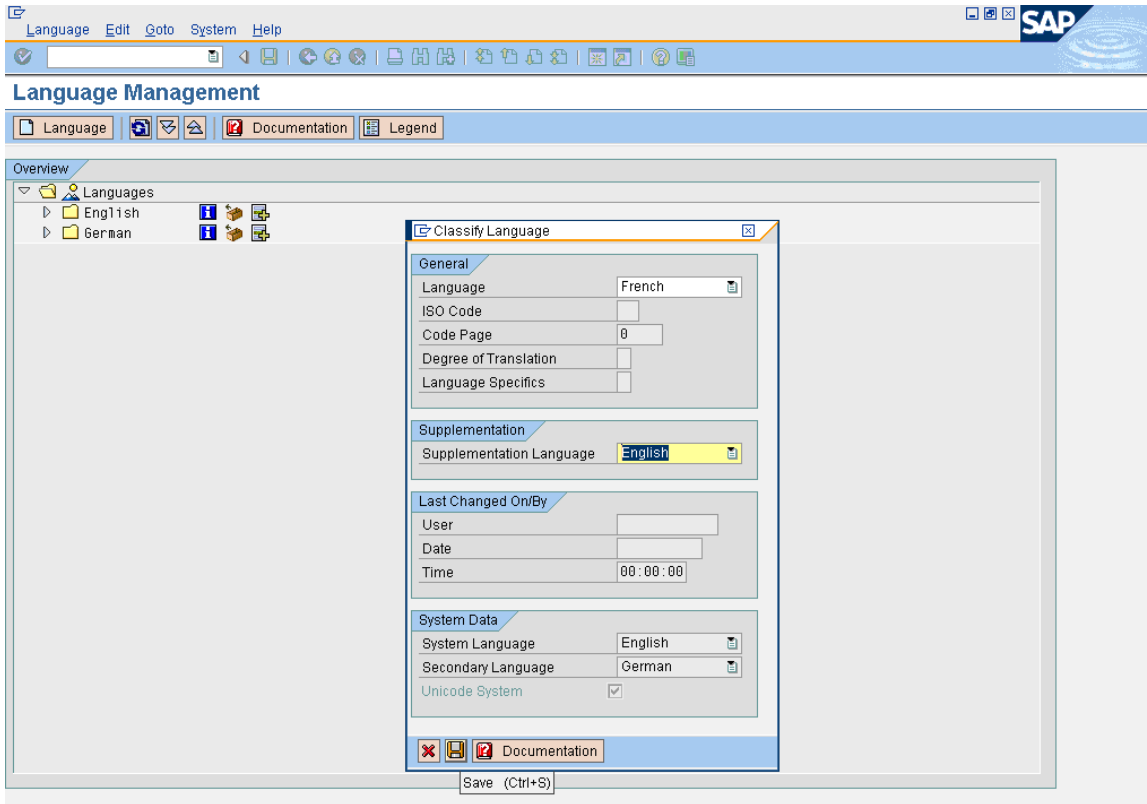 Language Edit Goto System Help
SAP
Language Management
Language Documentation Legend
Overview
Languages
English
German
Classify Language
General
Language French
ISO Code
Code Page 0
Degree of Translation
Language Specifics
Supplementation
Supplementation Language English
Last Changed On/By
User
Date
Time 00:00:00
System Data
System Language English
Secondary Language German
Unicode System
Documentation
Save (Ctrl+S)